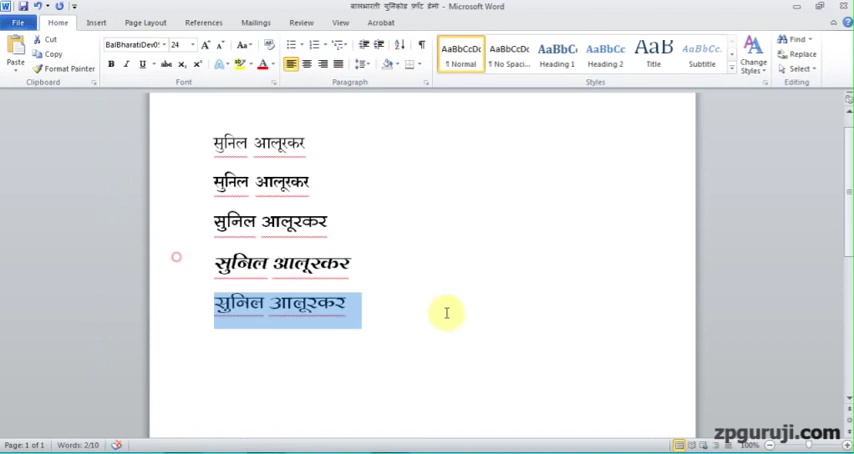 बालभारती युनिकोड फ्रॉंट डेमो - Microsoft Word
File Home Insert Page Layout References Mailings Review View Acrobat
Paste
Cut
Copy
Format Painter
Clipboard
BalBharatiDev0 24
Font
Paragraph
AaBbCcDc
¶ Normal
AaBbCcDc
¶ No Spaci...
AaBbC
Heading 1
AaBbCc
Heading 2
AaB
Title
AaBbCc.
Subtitle
Change Styles
Styles
Find
Replace
Select
Editing
सुनिल आलूरकर
सुनिल आलूरकर
सुनिल आलूरकर
सुनिल आलूरकर
सुनिल आलूरकर
zpguruji.com
Page: 1 of 1 Words: 2/10 100%